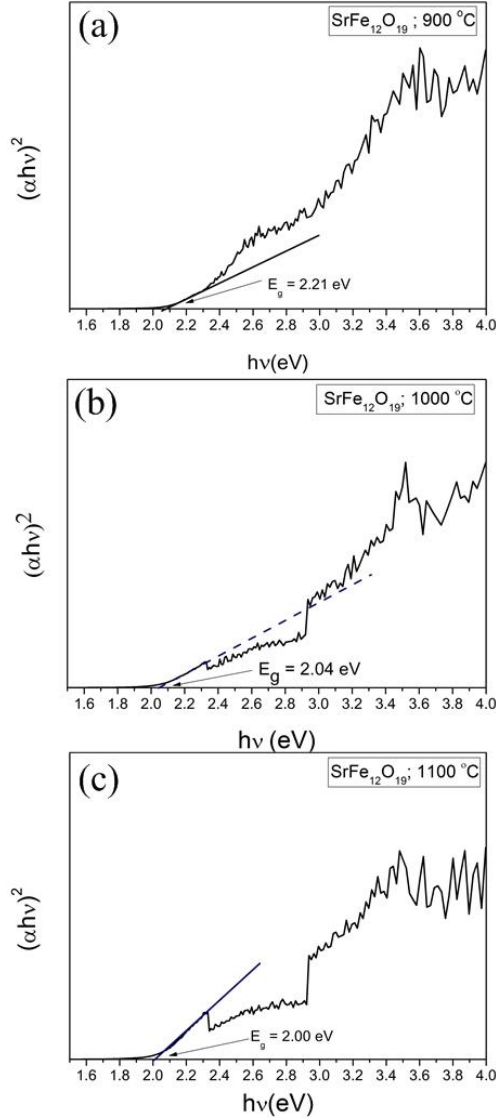 (a)
SrFe₁₂O₁₉ ; 900 °C
(αhν)²
E_g = 2.21 eV
1.6 1.8 2.0 2.2 2.4 2.6 2.8 3.0 3.2 3.4 3.6 3.8 4.0
hν(eV)
(b)
SrFe₁₂O₁₉; 1000 °C
(αhν)²
Eg = 2.04 eV
1.6 1.8 2.0 2.2 2.4 2.6 2.8 3.0 3.2 3.4 3.6 3.8 4.0
hν (eV)
(c)
SrFe₁₂O₁₉; 1100 °C
(αhν)²
E_g = 2.00 eV
1.6 1.8 2.0 2.2 2.4 2.6 2.8 3.0 3.2 3.4 3.6 3.8 4.0
hν (eV)